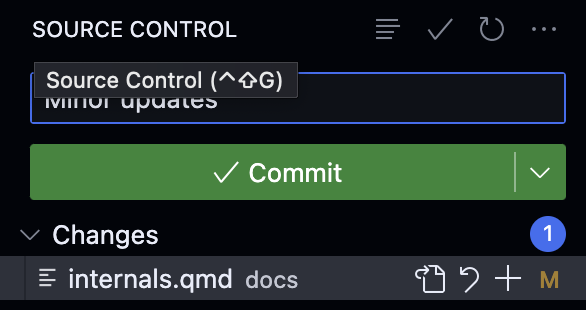 SOURCE CONTROL
Source Control (^⇧G)
Minor updates
Commit
Changes
1
internals.qmd docs
M